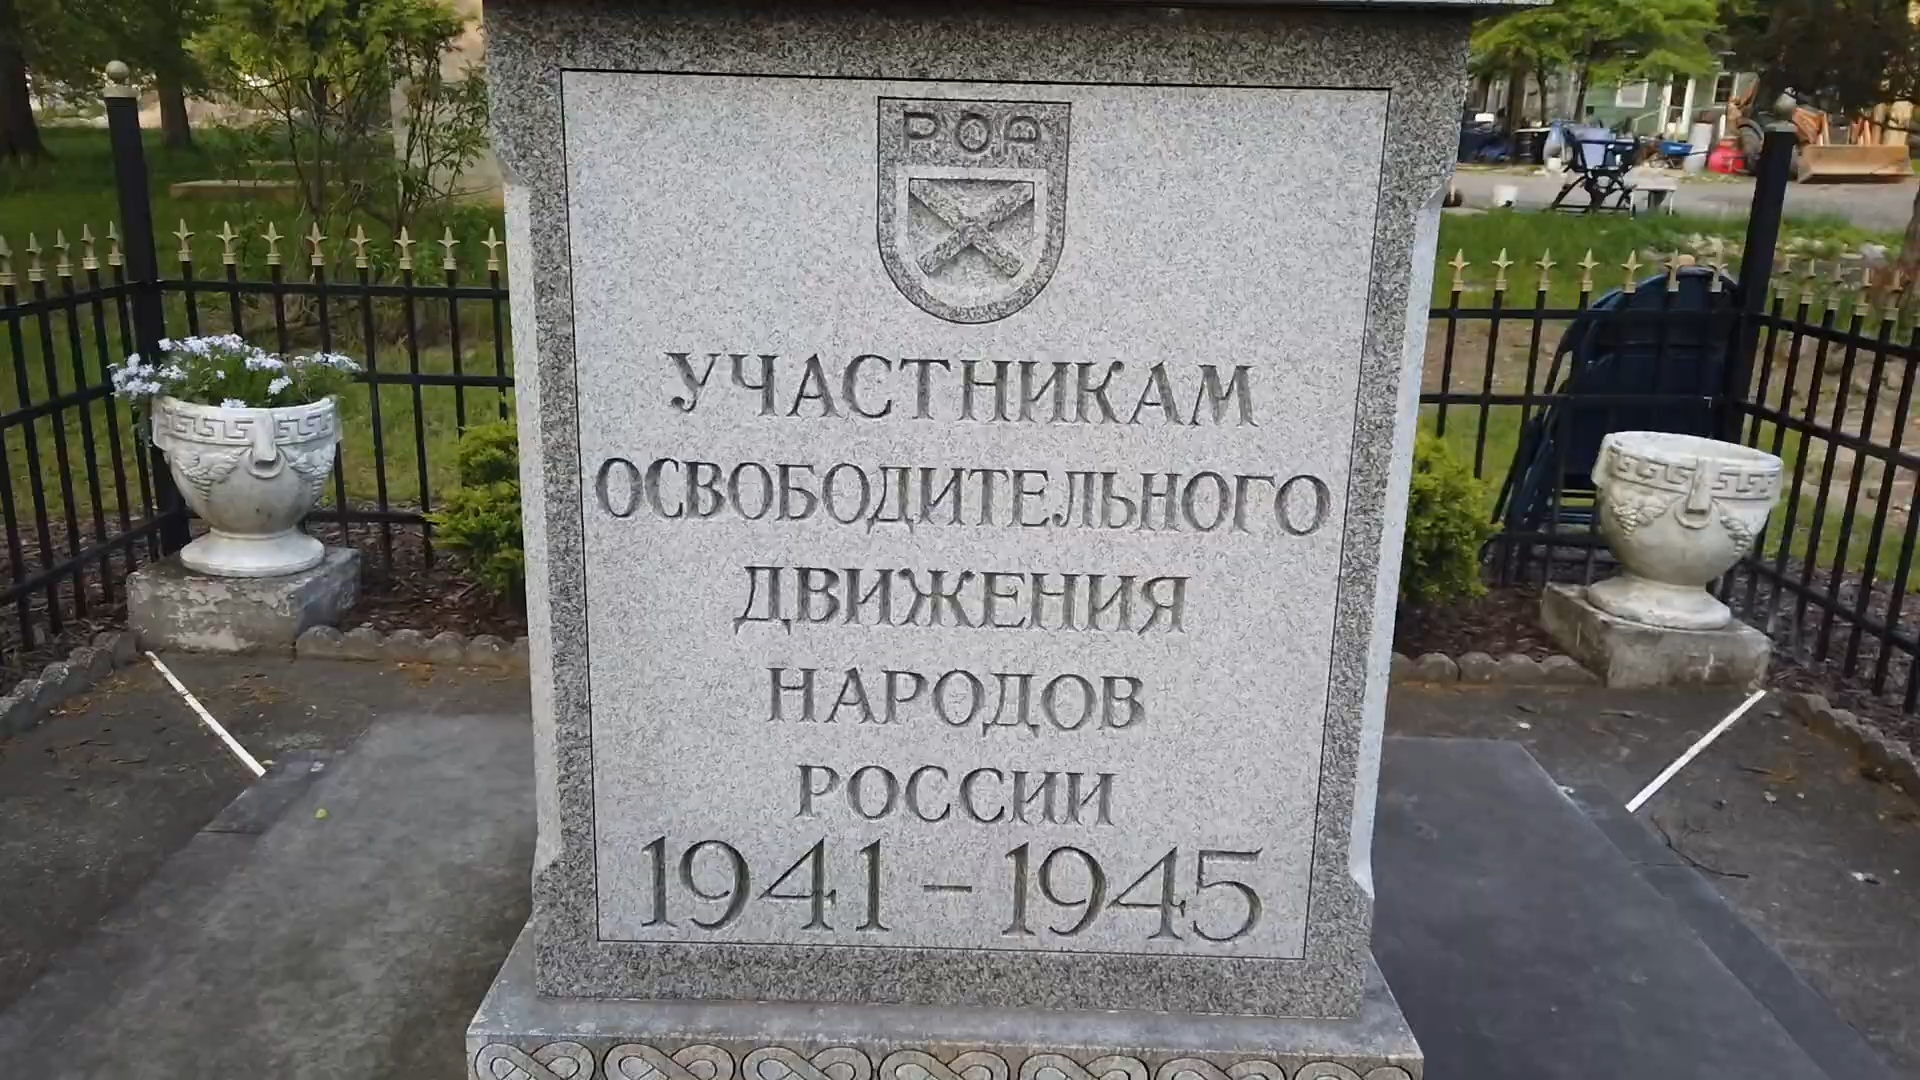 РОА
УЧАСТНИКАМ
ОСВОБОДИТЕЛЬНОГО
ДВИЖЕНИЯ
НАРОДОВ
РОССИИ
1941-1945